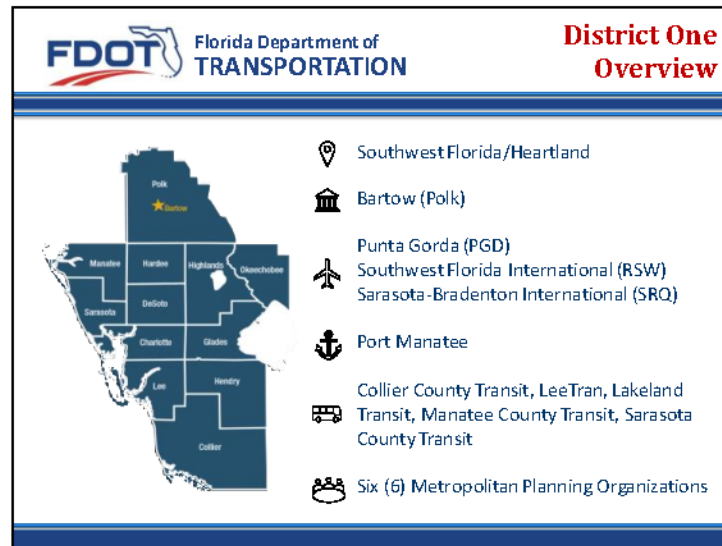 FDOT
Florida Department of
TRANSPORTATION
District One
Overview
Polk
Bartow
Manatee
Hardee
Highlands
Okeechobee
Sarasota
DeSoto
Charlotte
Glades
Lee
Hendry
Collier
Southwest Florida/Heartland
Bartow (Polk)
Punta Gorda (PGD)
Southwest Florida International (RSW)
Sarasota-Bradenton International (SRQ)
Port Manatee
Collier County Transit, LeeTran, Lakeland
Transit, Manatee County Transit, Sarasota
County Transit
Six (6) Metropolitan Planning Organizations